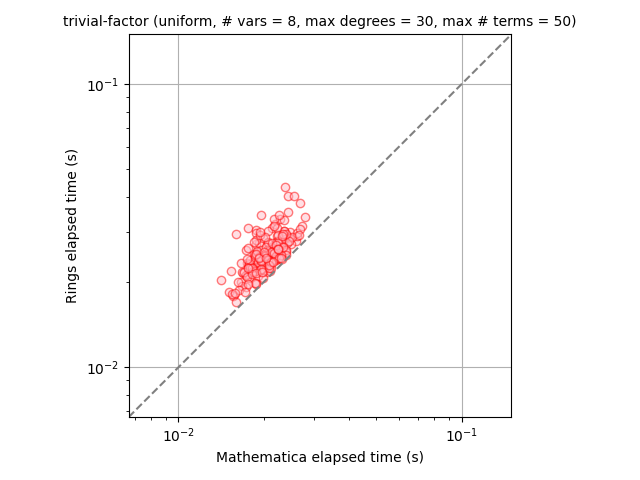 trivial-factor (uniform, # vars = 8, max degrees = 30, max # terms = 50)
Rings elapsed time (s)
10⁻¹
10⁻²
10⁻²
10⁻¹
Mathematica elapsed time (s)